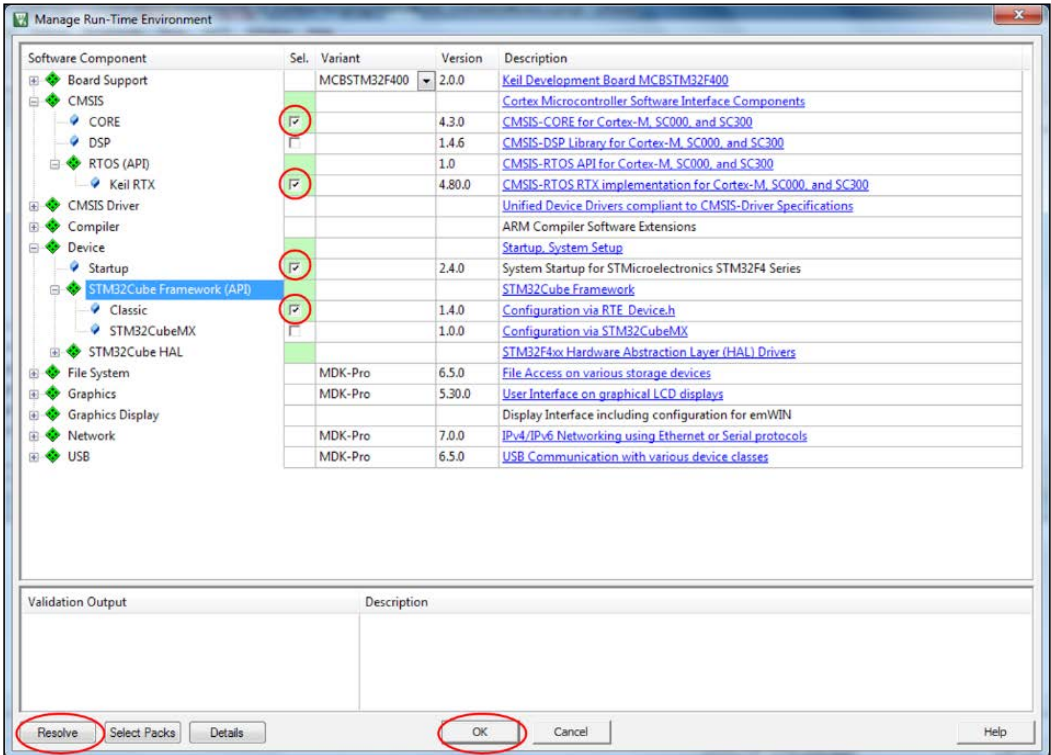 Manage Run-Time Environment
Software Component Sel. Variant Version Description
Board Support MCBSTM32F400 2.0.0 Keil Development Board MCBSTM32F400
CMSIS Cortex Microcontroller Software Interface Components
CORE 4.3.0 CMSIS-CORE for Cortex-M, SC000, and SC300
DSP 1.4.6 CMSIS-DSP Library for Cortex-M, SC000, and SC300
RTOS (API) 1.0 CMSIS-RTOS API for Cortex-M, SC000, and SC300
Keil RTX 4.80.0 CMSIS-RTOS RTX implementation for Cortex-M, SC000, and SC300
CMSIS Driver Unified Device Drivers compliant to CMSIS-Driver Specifications
Compiler ARM Compiler Software Extensions
Device Startup, System Setup
Startup 2.4.0 System Startup for STMicroelectronics STM32F4 Series
STM32Cube Framework (API) STM32Cube Framework
Classic 1.4.0 Configuration via RTE_Device.h
STM32CubeMX 1.0.0 Configuration via STM32CubeMX
STM32Cube HAL STM32F4xx Hardware Abstraction Layer (HAL) Drivers
File System MDK-Pro 6.5.0 File Access on various storage devices
Graphics MDK-Pro 5.30.0 User Interface on graphical LCD displays
Graphics Display Display Interface including configuration for emWIN
Network MDK-Pro 7.0.0 IPv4/IPv6 Networking using Ethernet or Serial protocols
USB MDK-Pro 6.5.0 USB Communication with various device classes
Validation Output Description
Resolve Select Packs Details OK Cancel Help